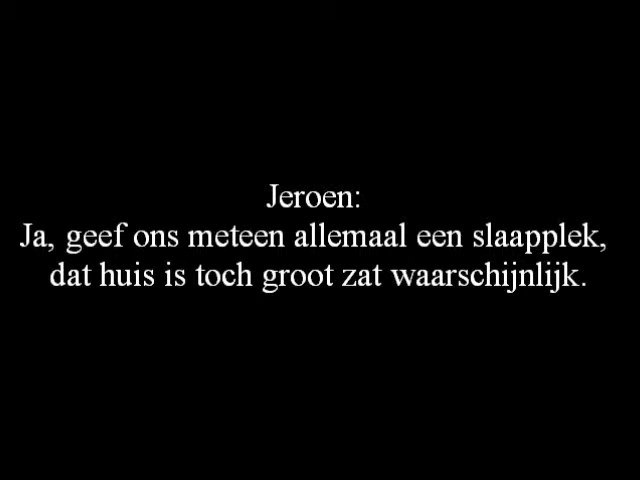 Jeroen:
Ja, geef ons meteen allemaal een slaapplek,
dat huis is toch groot zat waarschijnlijk.